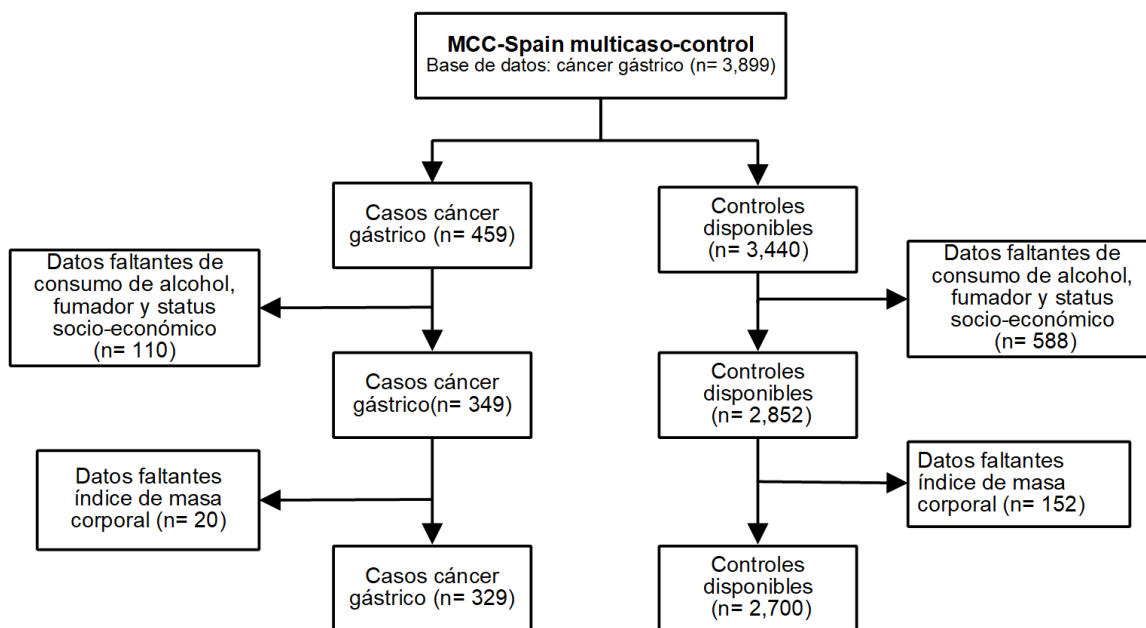 MCC-Spain multicaso-control
Base de datos: cáncer gástrico (n= 3,899)
Casos cáncer
gástrico (n= 459)
Controles
disponibles
(n= 3,440)
Datos faltantes de
consumo de alcohol,
fumador y status
socio-económico
(n= 110)
Datos faltantes de
consumo de alcohol,
fumador y status
socio-económico
(n= 588)
Casos cáncer
gástrico(n= 349)
Controles
disponibles
(n= 2,852)
Datos faltantes
índice de masa
corporal (n= 20)
Datos faltantes
índice de masa
corporal (n= 152)
Casos cáncer
gástrico (n= 329)
Controles
disponibles
(n= 2,700)